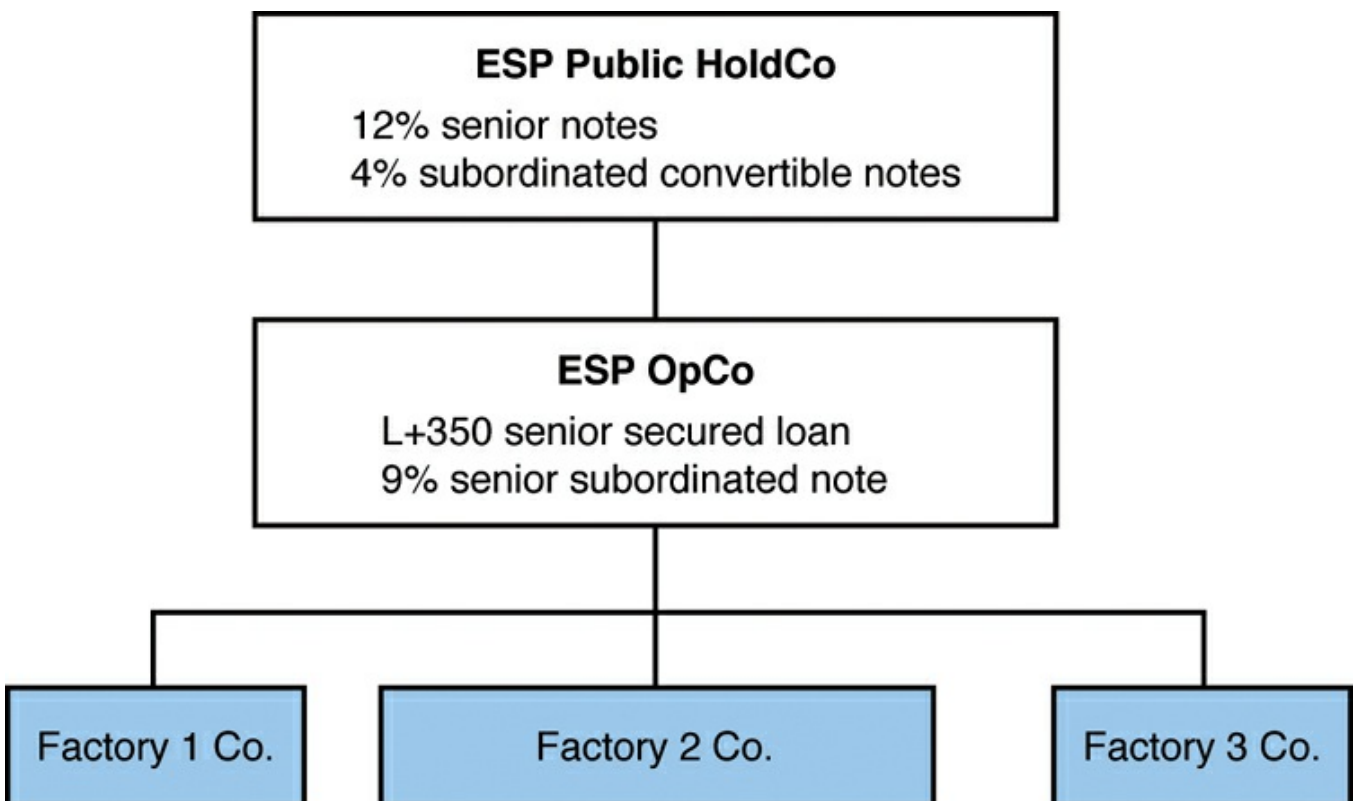 ESP Public HoldCo
12% senior notes
4% subordinated convertible notes
ESP OpCo
L+350 senior secured loan
9% senior subordinated note
Factory 1 Co.
Factory 2 Co.
Factory 3 Co.